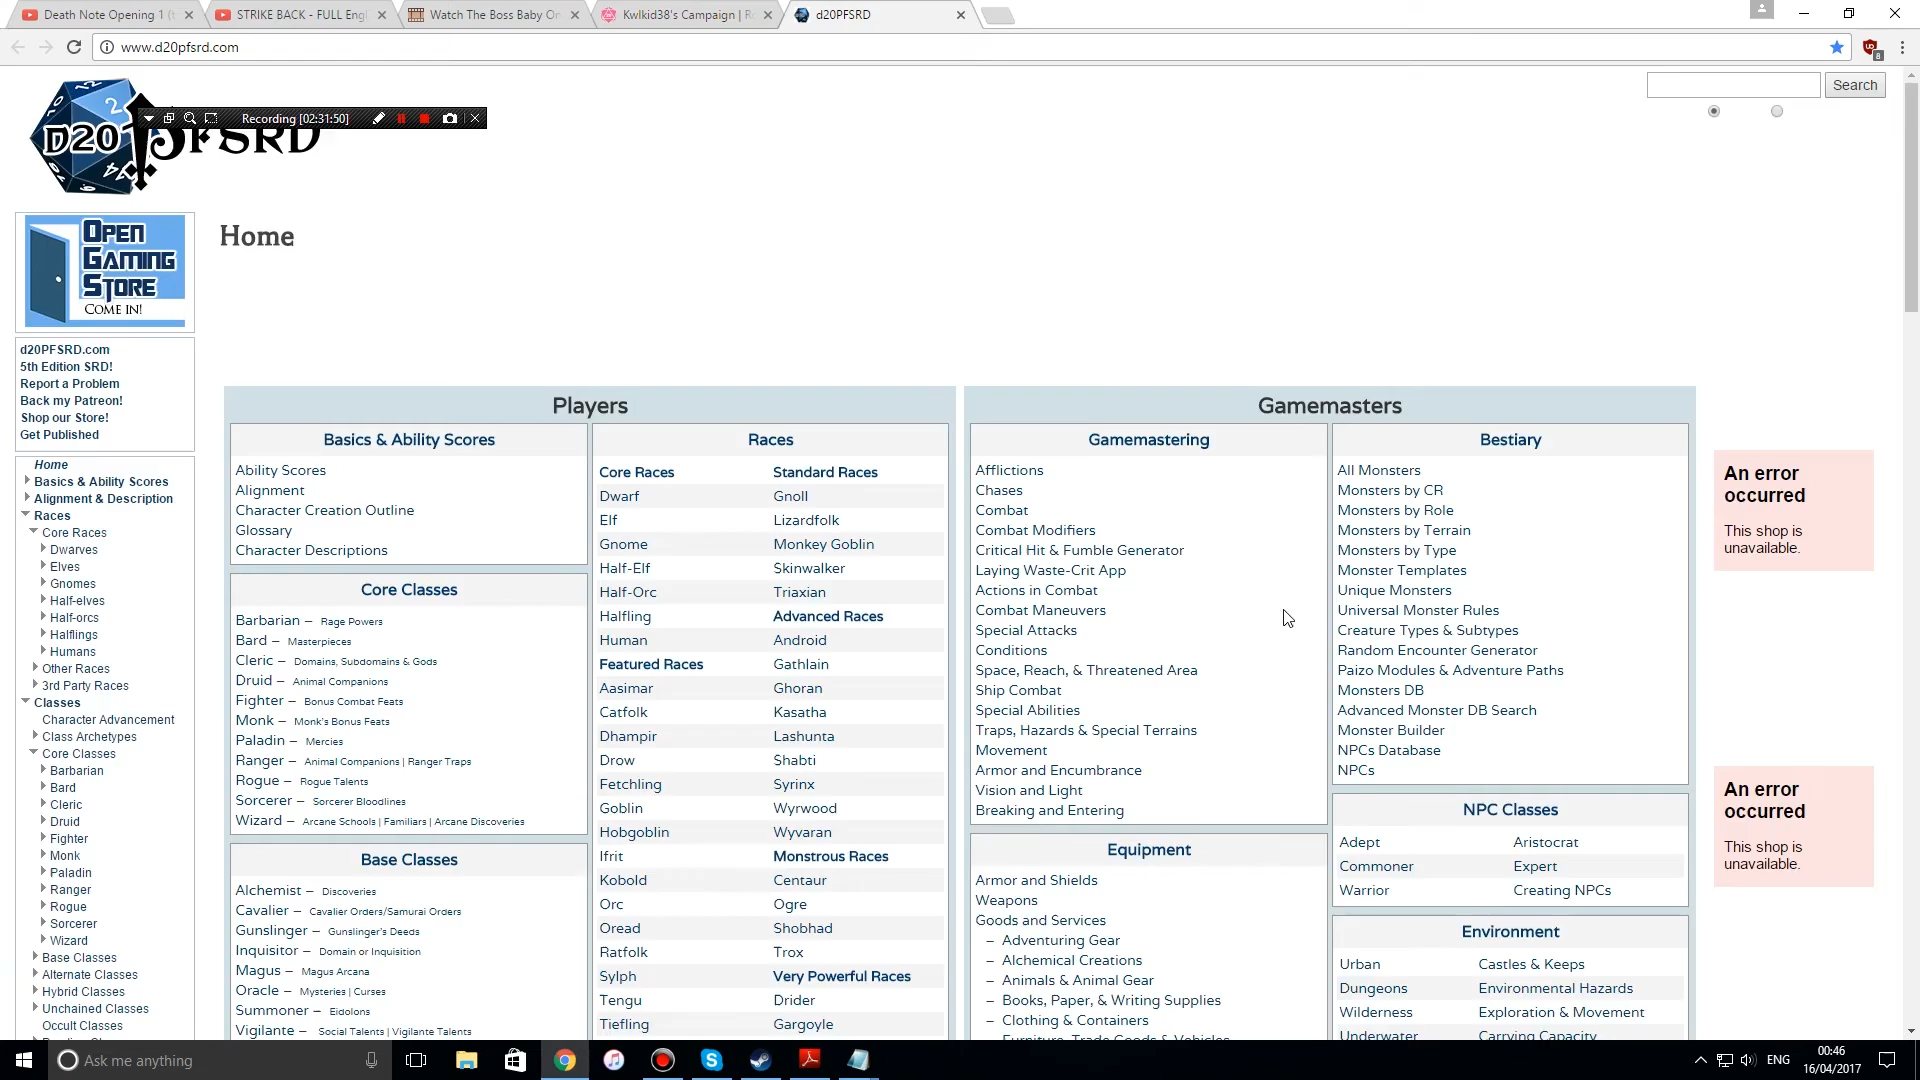 Death Note Opening 1 (
STRIKE BACK - FULL Engl
Watch The Boss Baby On
Kwlkid38's Campaign | R
d20PFSRD
www.d20pfsrd.com
8
Search
D20PFSRD
Recording [02:31:50]
OPEN
GAMING
STORE
COME IN!
Home
d20PFSRD.com
5th Edition SRD!
Report a Problem
Back my Patreon!
Shop our Store!
Get Published
Home
Basics & Ability Scores
Alignment & Description
Races
Core Races
Dwarves
Elves
Gnomes
Half-elves
Half-orcs
Halflings
Humans
Other Races
3rd Party Races
Classes
Character Advancement
Class Archetypes
Core Classes
Barbarian
Bard
Cleric
Druid
Fighter
Monk
Paladin
Ranger
Rogue
Sorcerer
Wizard
Base Classes
Alternate Classes
Hybrid Classes
Unchained Classes
Occult Classes
Players
Basics & Ability Scores
Ability Scores
Alignment
Character Creation Outline
Glossary
Character Descriptions
Core Classes
Barbarian – Rage Powers
Bard – Masterpieces
Cleric – Domains, Subdomains & Gods
Druid – Animal Companions
Fighter – Bonus Combat Feats
Monk – Monk's Bonus Feats
Paladin – Mercies
Ranger – Animal Companions | Ranger Traps
Rogue – Rogue Talents
Sorcerer – Sorcerer Bloodlines
Wizard – Arcane Schools | Familiars | Arcane Discoveries
Base Classes
Alchemist – Discoveries
Cavalier – Cavalier Orders/Samurai Orders
Gunslinger – Gunslinger's Deeds
Inquisitor – Domain or Inquisition
Magus – Magus Arcana
Oracle – Mysteries | Curses
Summoner – Eidolons
Vigilante – Social Talents | Vigilante Talents
Races
Core Races Standard Races
Dwarf Gnoll
Elf Lizardfolk
Gnome Monkey Goblin
Half-Elf Skinwalker
Half-Orc Triaxian
Halfling Advanced Races
Human Android
Featured Races Gathlain
Aasimar Ghoran
Catfolk Kasatha
Dhampir Lashunta
Drow Shabti
Fetchling Syrinx
Goblin Wyrwood
Hobgoblin Wyvaran
Ifrit Monstrous Races
Kobold Centaur
Orc Ogre
Oread Shobhad
Ratfolk Trox
Sylph Very Powerful Races
Tengu Drider
Tiefling Gargoyle
Gamemasters
Gamemastering
Afflictions
Chases
Combat
Combat Modifiers
Critical Hit & Fumble Generator
Laying Waste-Crit App
Actions in Combat
Combat Maneuvers
Special Attacks
Conditions
Space, Reach, & Threatened Area
Ship Combat
Special Abilities
Traps, Hazards & Special Terrains
Movement
Armor and Encumbrance
Vision and Light
Breaking and Entering
Equipment
Armor and Shields
Weapons
Goods and Services
– Adventuring Gear
– Alchemical Creations
– Animals & Animal Gear
– Books, Paper, & Writing Supplies
– Clothing & Containers
– Furniture, Trade Goods & Vehicles
Bestiary
All Monsters
Monsters by CR
Monsters by Role
Monsters by Terrain
Monsters by Type
Monster Templates
Unique Monsters
Universal Monster Rules
Creature Types & Subtypes
Random Encounter Generator
Paizo Modules & Adventure Paths
Monsters DB
Advanced Monster DB Search
Monster Builder
NPCs Database
NPCs
NPC Classes
Adept Aristocrat
Commoner Expert
Warrior Creating NPCs
Environment
Urban Castles & Keeps
Dungeons Environmental Hazards
Wilderness Exploration & Movement
Underwater Carrying Capacity
An error
occurred
This shop is
unavailable.
An error
occurred
This shop is
unavailable.
Ask me anything
ENG
00:46
16/04/2017